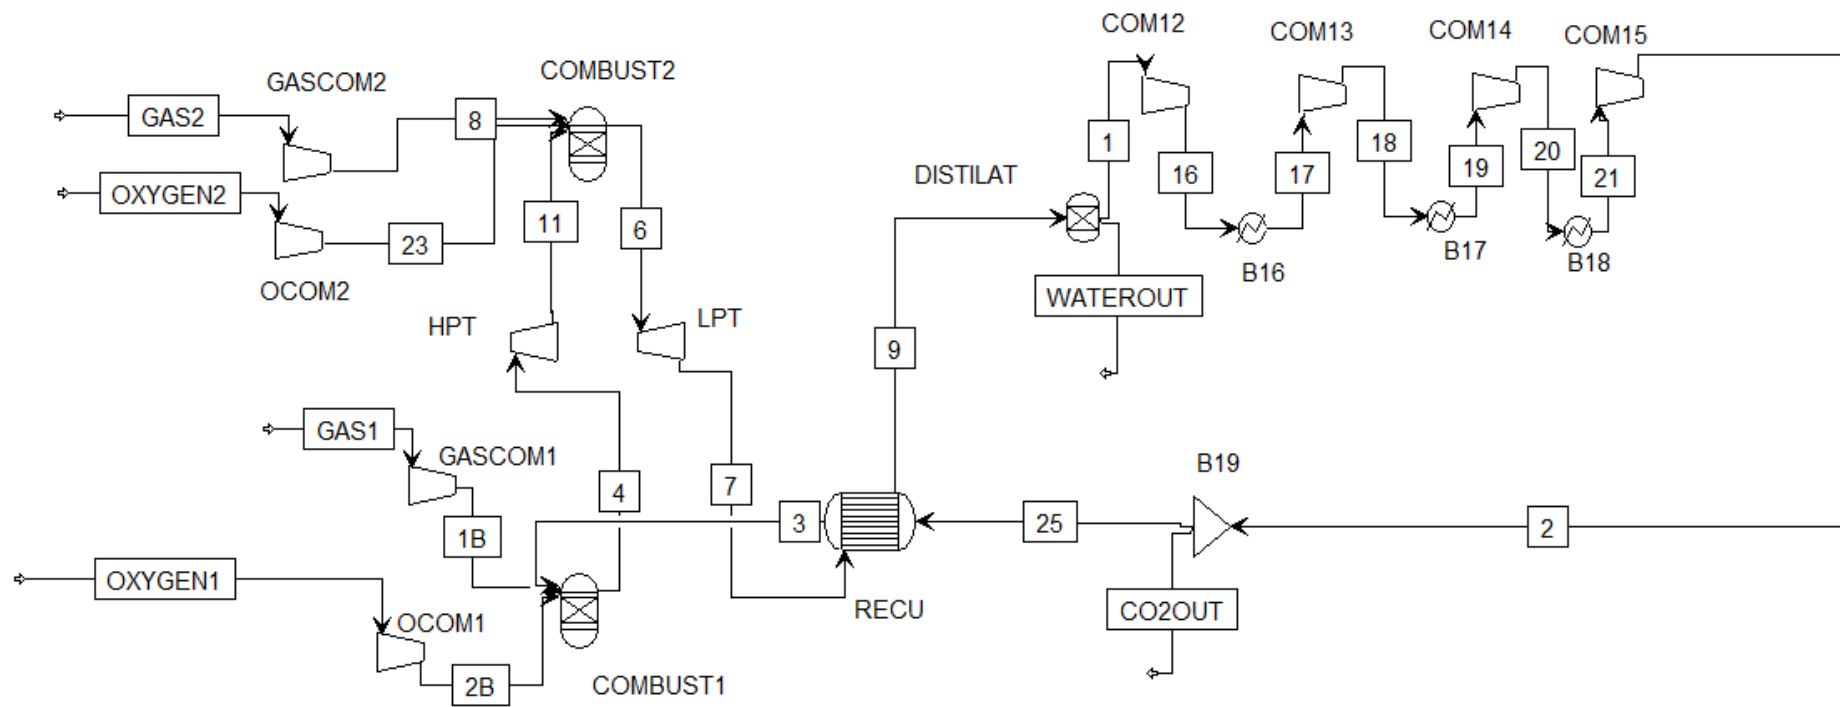 COM12
COM13
COM14
COM15
GASCOM2
COMBUST2
GAS2
8
1
18
20
DISTILAT
16
17
19
21
OXYGEN2
11
6
23
B16
B17
B18
OCOM2
WATEROUT
HPT
LPT
9
GAS1
GASCOM1
B19
4
7
3
25
2
1B
OXYGEN1
OCOM1
RECU
CO2OUT
2B
COMBUST1